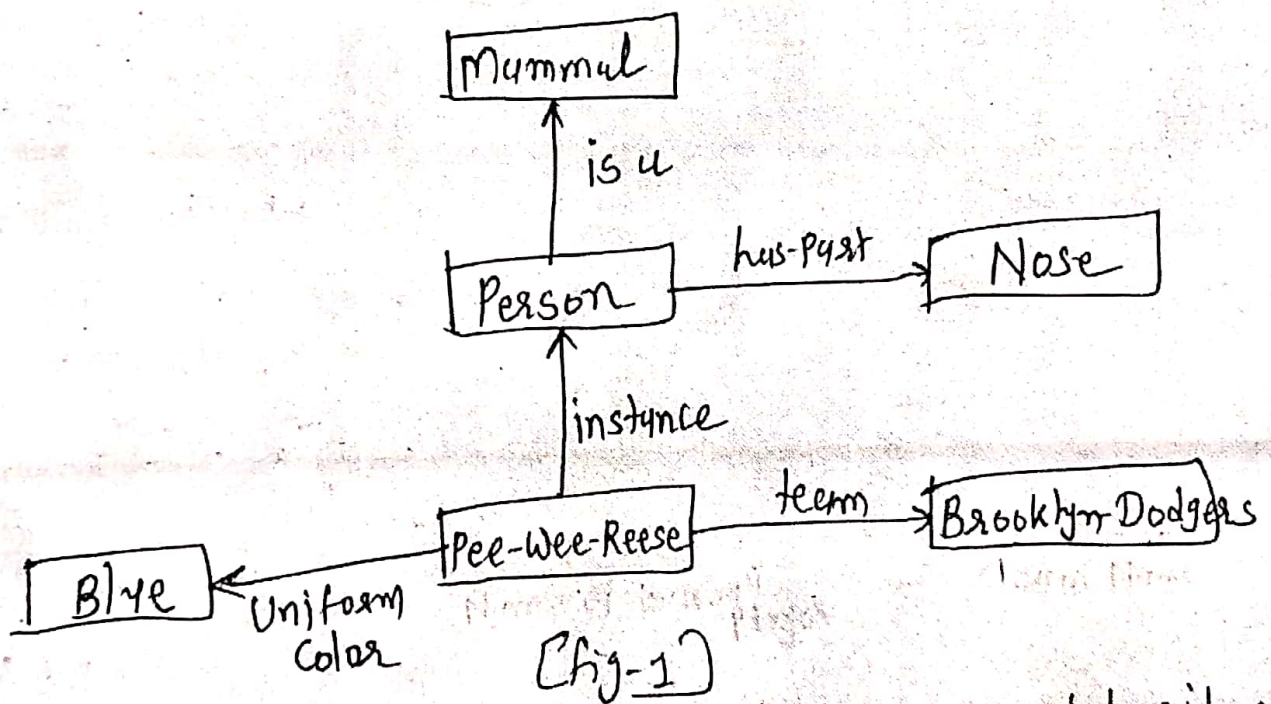 Mammal
is a
Person
has-part
Nose
instance
Pee-Wee-Reese
team
Brooklyn-Dodgers
Blue
Uniform
Color
[fig-1]